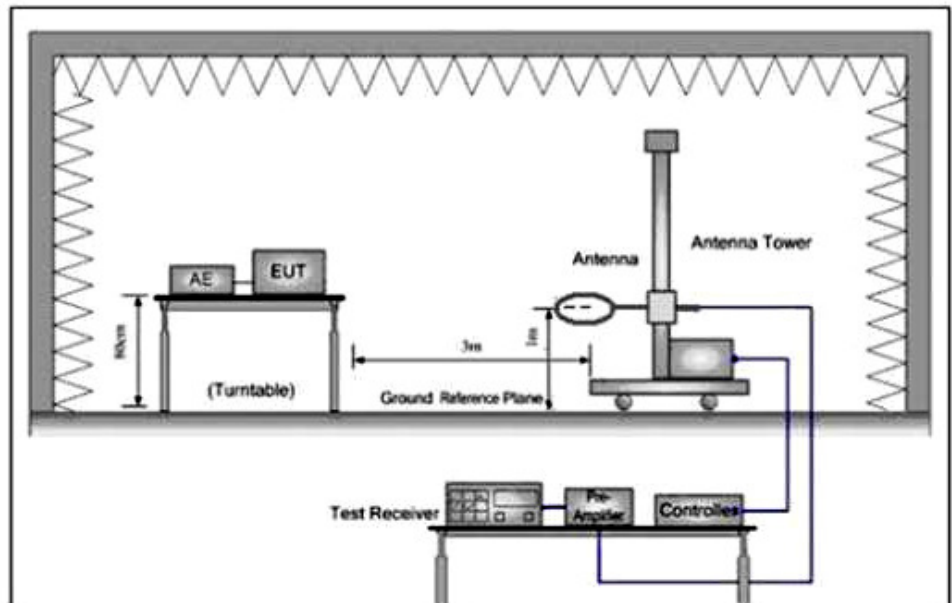 Antenna Tower
Antenna
AE
EUT
80cm
3m
1m
(Turntable)
Ground Reference Plane
Test Receiver
Pre-
Amplifier
Controller